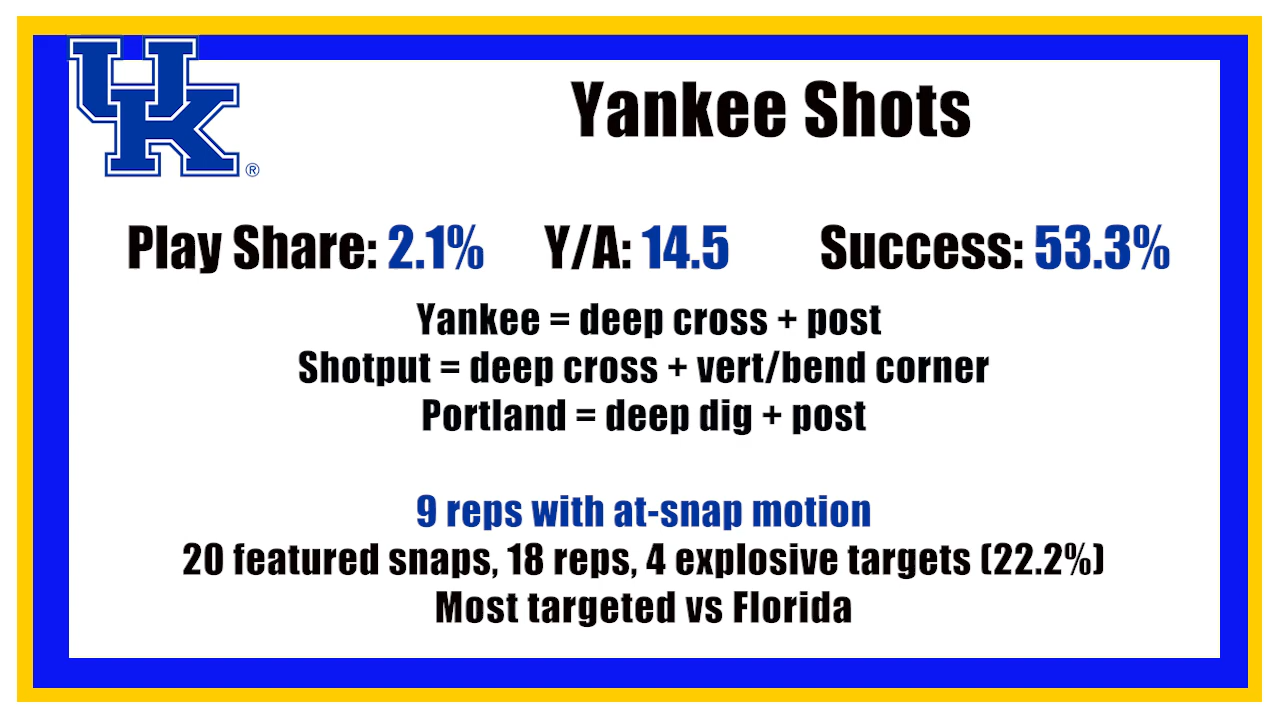 UK®
Yankee Shots
Play Share: 2.1% Y/A: 14.5 Success: 53.3%
Yankee = deep cross + post
Shotput = deep cross + vert/bend corner
Portland = deep dig + post
9 reps with at-snap motion
20 featured snaps, 18 reps, 4 explosive targets (22.2%)
Most targeted vs Florida